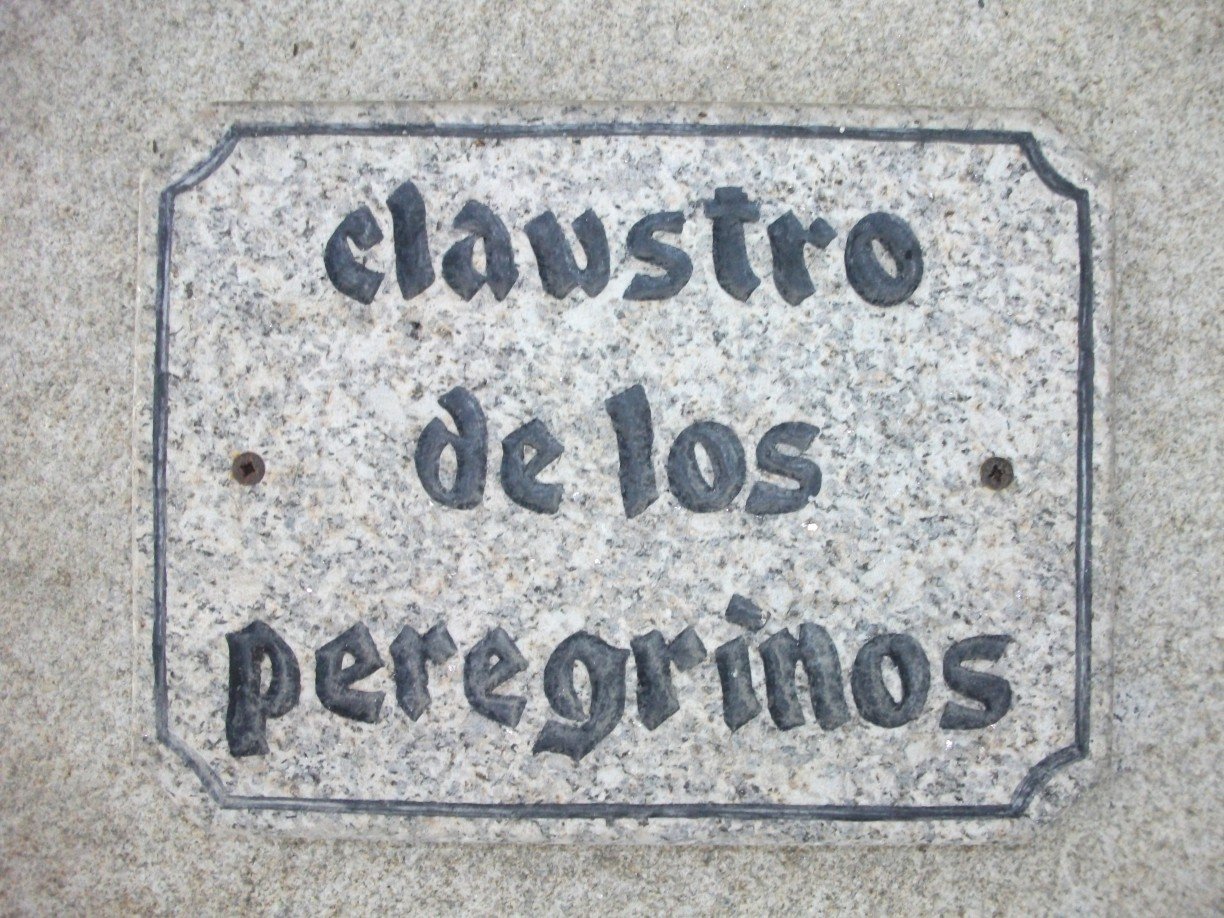 claustro
de los
peregrinos